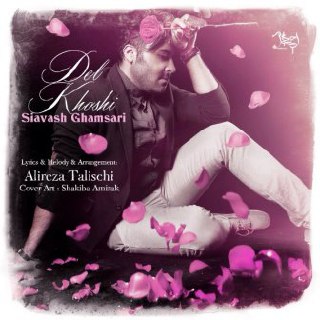 Del
Khoshi
Siavash Ghamsari
Lyrics & Melody & Arrangement:
Alireza Talischi
Cover Art : Shakiba Amirak